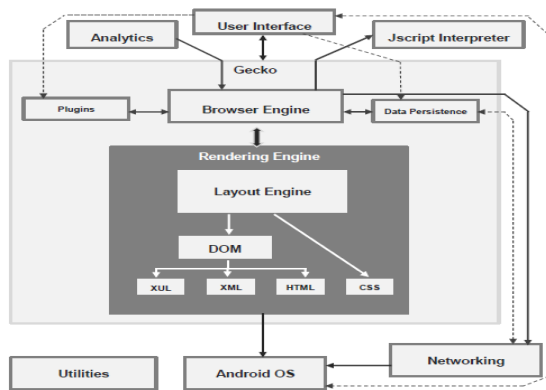 User Interface
Analytics
Jscript Interpreter
Gecko
Plugins
Browser Engine
Data Persistence
Rendering Engine
Layout Engine
DOM
XUL
XML
HTML
CSS
Utilities
Android OS
Networking